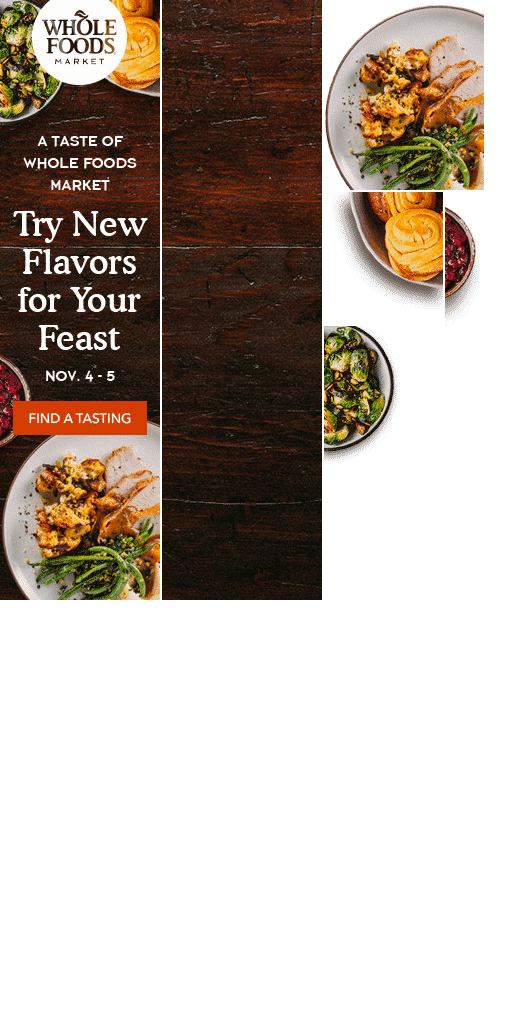 WHOLE
FOODS
MARKET
A TASTE OF
WHOLE FOODS
MARKET
Try New
Flavors
for Your
Feast
NOV. 4 - 5
FIND A TASTING